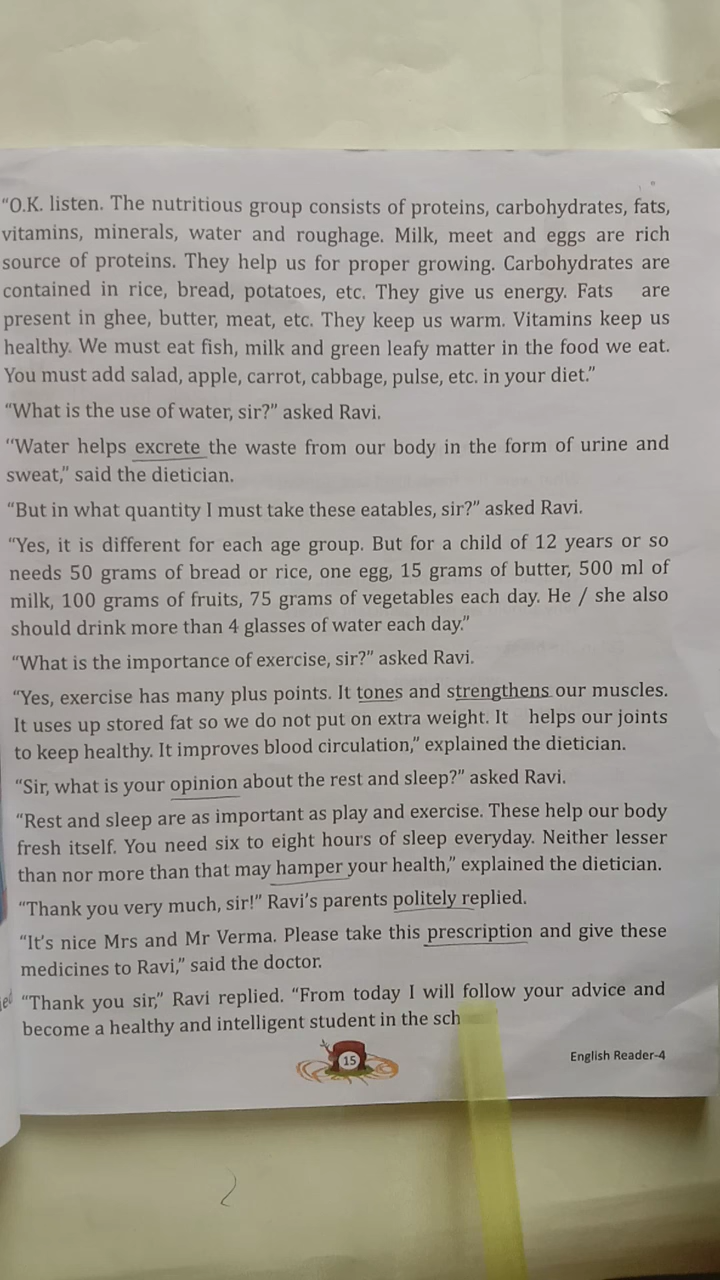 “O.K. listen. The nutritious group consists of proteins, carbohydrates, fats,
vitamins, minerals, water and roughage. Milk, meet and eggs are rich
source of proteins. They help us for proper growing. Carbohydrates are
contained in rice, bread, potatoes, etc. They give us energy. Fats are
present in ghee, butter, meat, etc. They keep us warm. Vitamins keep us
healthy. We must eat fish, milk and green leafy matter in the food we eat.
You must add salad, apple, carrot, cabbage, pulse, etc. in your diet.”
“What is the use of water, sir?” asked Ravi.
“Water helps excrete the waste from our body in the form of urine and
sweat,” said the dietician.
“But in what quantity I must take these eatables, sir?” asked Ravi.
“Yes, it is different for each age group. But for a child of 12 years or so
needs 50 grams of bread or rice, one egg, 15 grams of butter, 500 ml of
milk, 100 grams of fruits, 75 grams of vegetables each day. He / she also
should drink more than 4 glasses of water each day.”
“What is the importance of exercise, sir?” asked Ravi.
“Yes, exercise has many plus points. It tones and strengthens our muscles.
It uses up stored fat so we do not put on extra weight. It helps our joints
to keep healthy. It improves blood circulation,” explained the dietician.
“Sir, what is your opinion about the rest and sleep?” asked Ravi.
“Rest and sleep are as important as play and exercise. These help our body
fresh itself. You need six to eight hours of sleep everyday. Neither lesser
than nor more than that may hamper your health,” explained the dietician.
“Thank you very much, sir!” Ravi’s parents politely replied.
“It’s nice Mrs and Mr Verma. Please take this prescription and give these
medicines to Ravi,” said the doctor.
“Thank you sir,” Ravi replied. “From today I will follow your advice and
become a healthy and intelligent student in the sch
15
English Reader-4
2